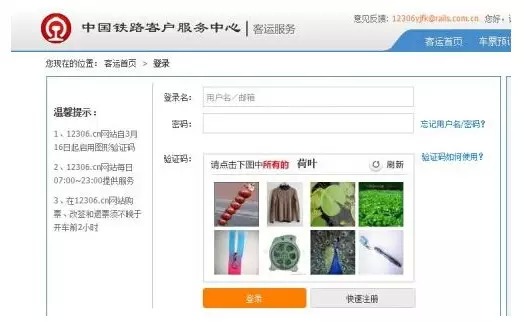 中国铁路客户服务中心 | 客运服务
意见反馈：12306yjfk@rails.com.cn 您好，
客运首页 车票预订
您现在的位置： 客运首页 > 登录
温馨提示：
1、12306.cn网站自3月
16日起启用图形验证码
2、12306.cn网站每日
07:00~23:00提供服务
3、在12306.cn网站购
票、改签和退票须不晚于
开车前2小时
登录名： 用户名／邮箱
密码： 忘记用户名/密码?
验证码： 请点击下图中所有的 荷叶 刷新 验证码如何使用?
登录 快速注册